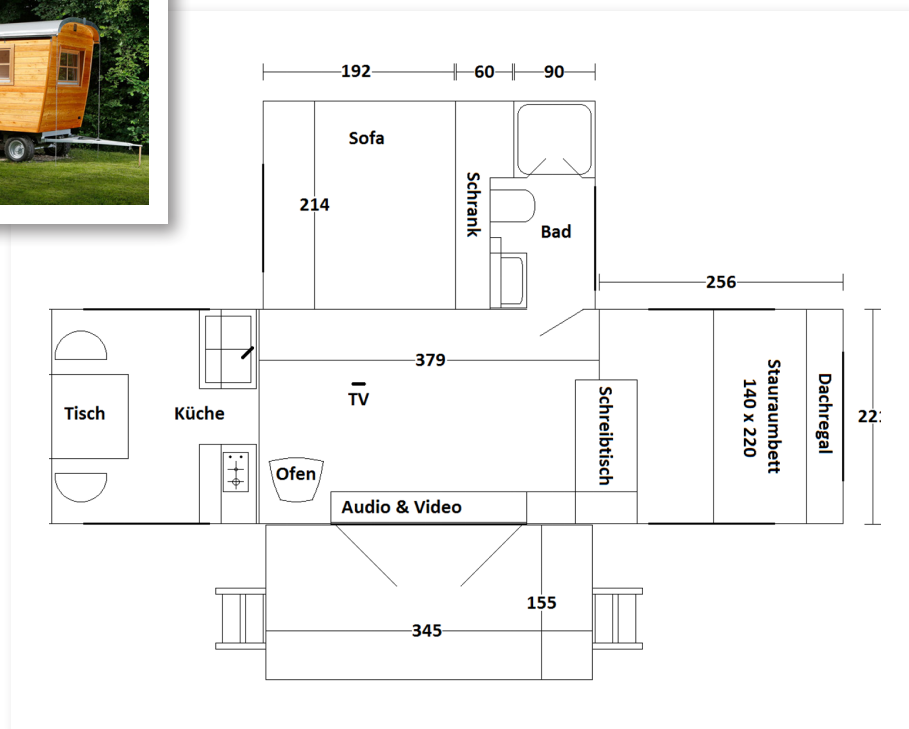 192
60
90
Sofa
214
Schrank
Bad
256
379
TV
Tisch
Küche
Ofen
Audio & Video
Schreibtisch
Stauraumbett
140 x 220
Dachregal
155
345